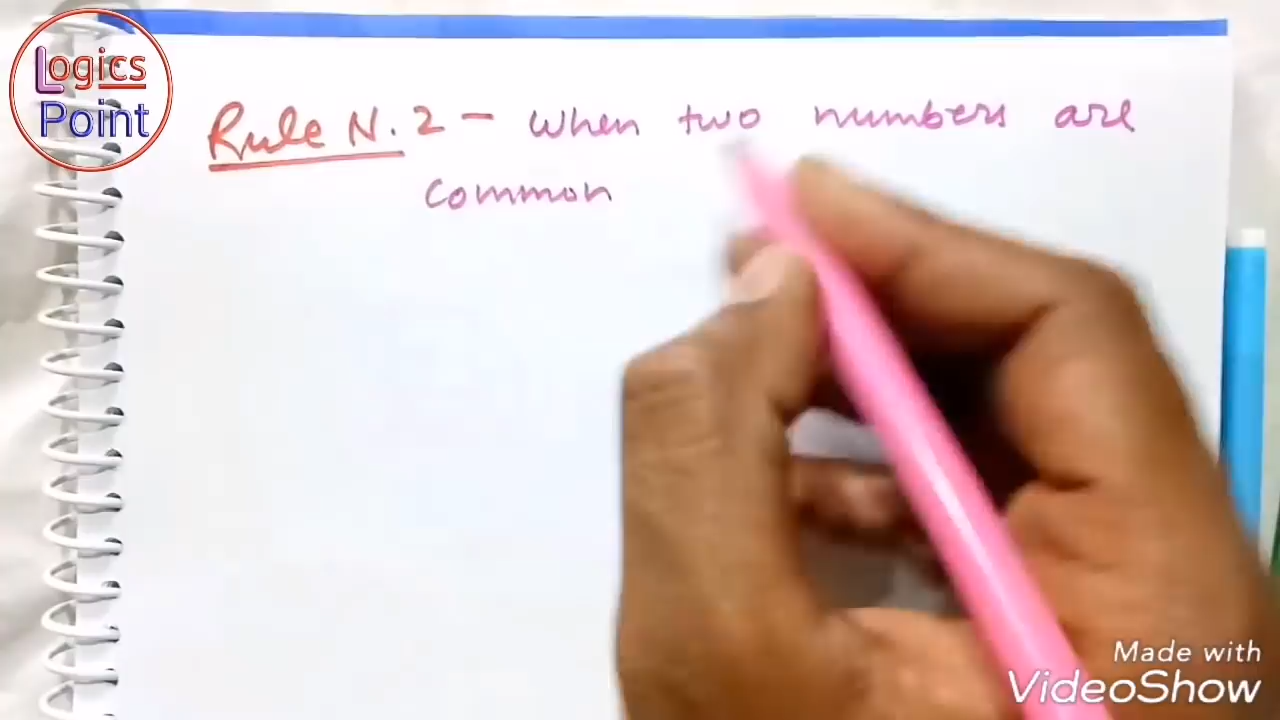 Logics
Point
Rule N. 2 - When two numbers are
Common
Made with
VideoShow